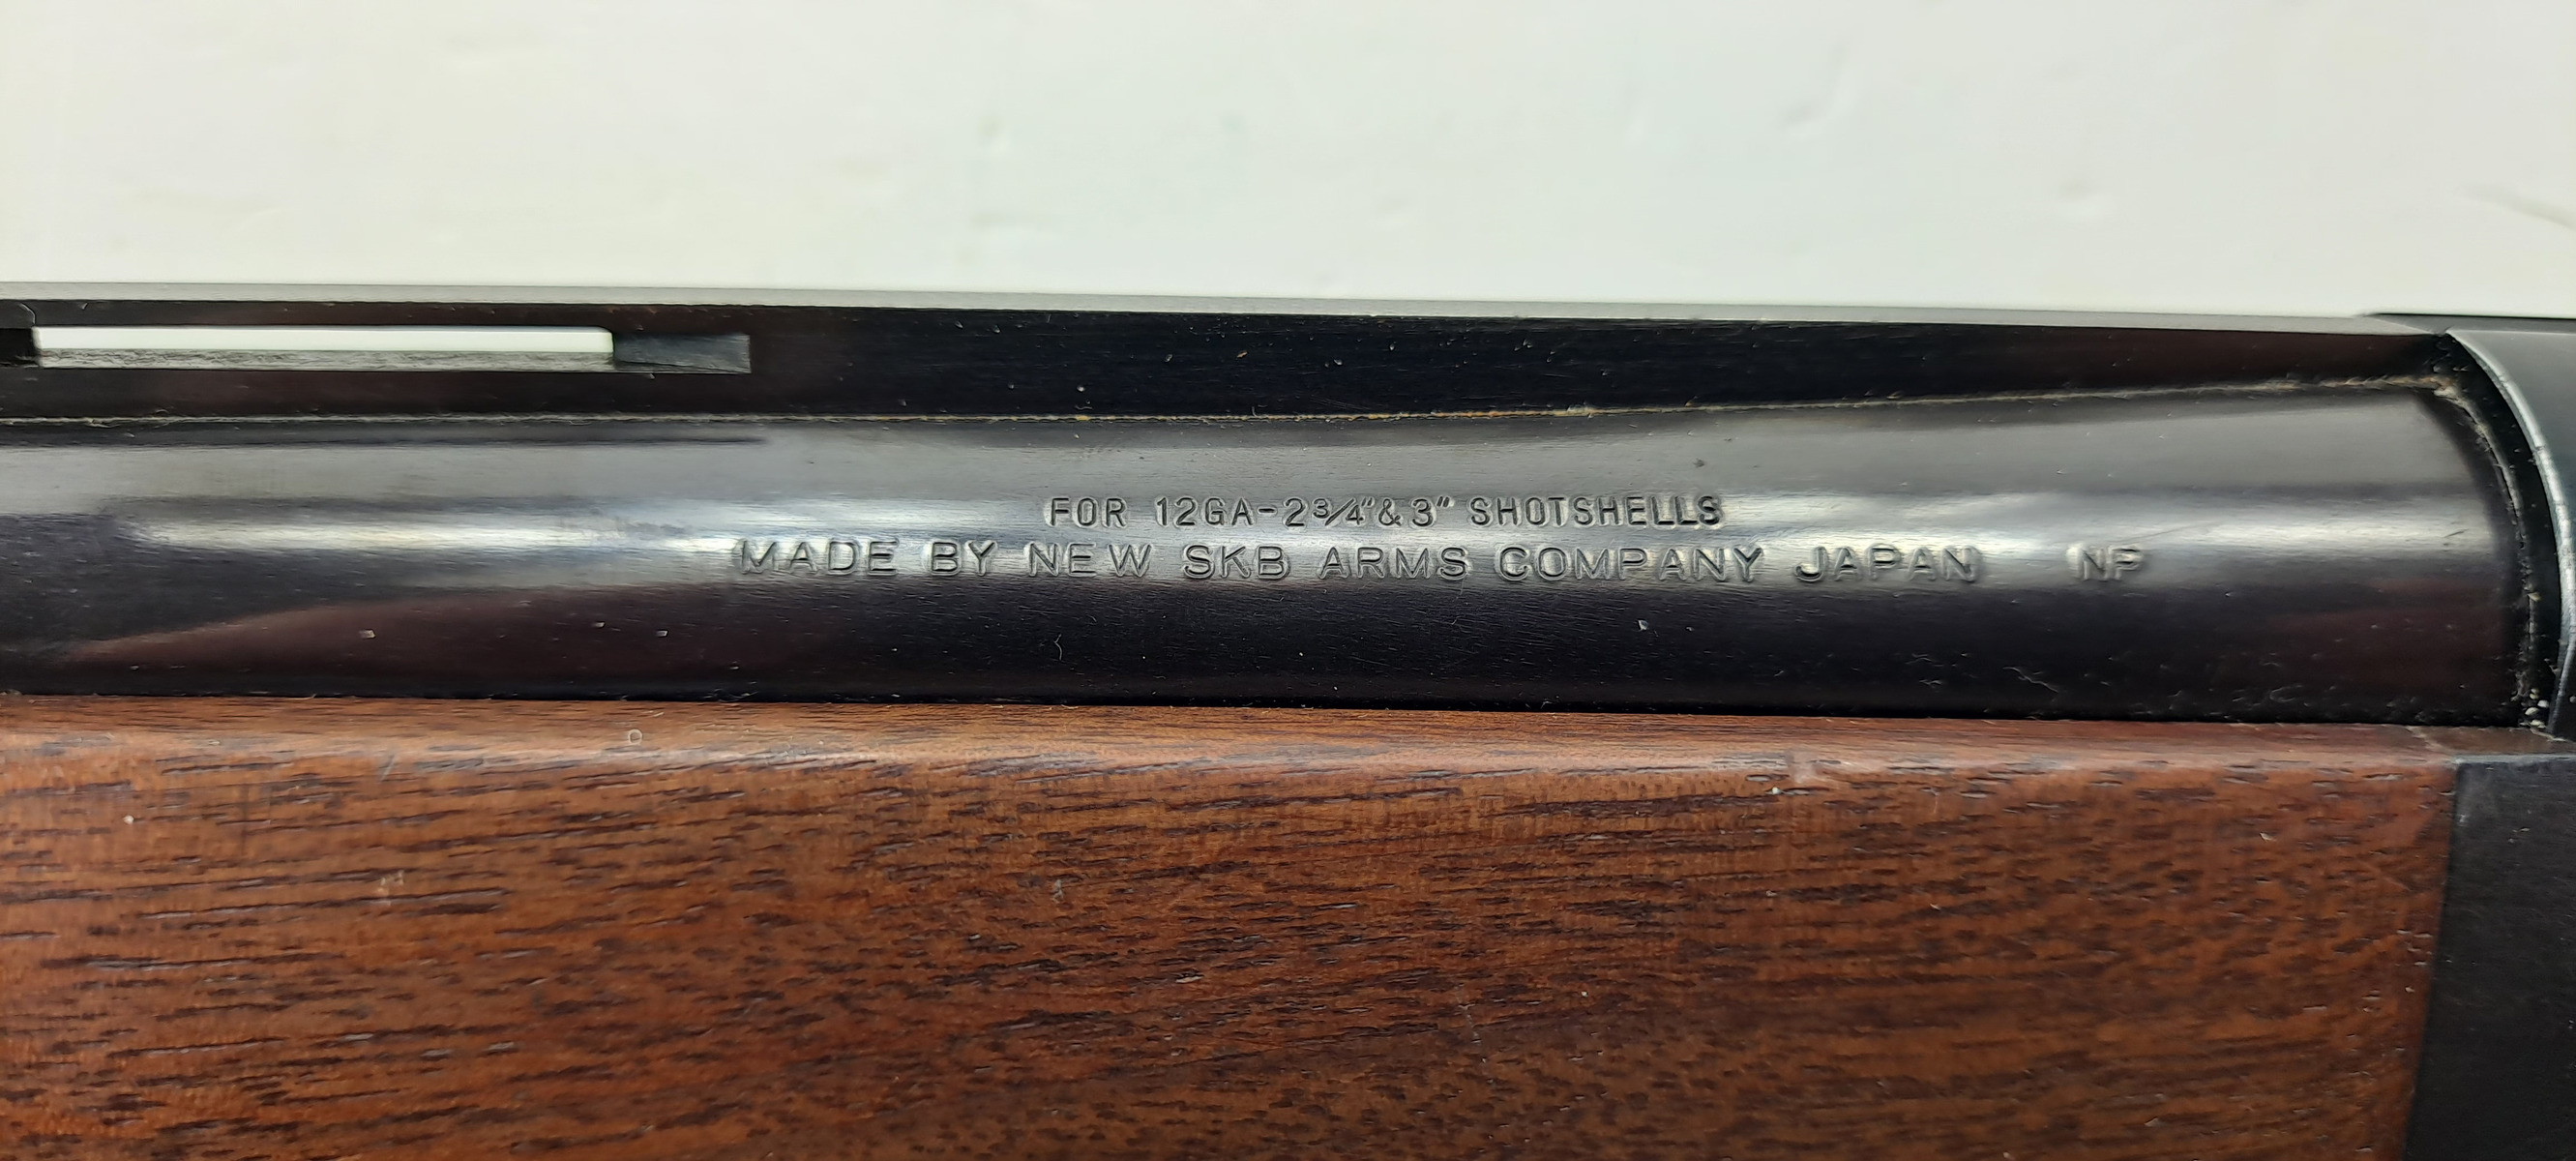 FOR 12GA-2¾"&3" SHOTSHELLS
MADE BY NEW SKB ARMS COMPANY JAPAN NP